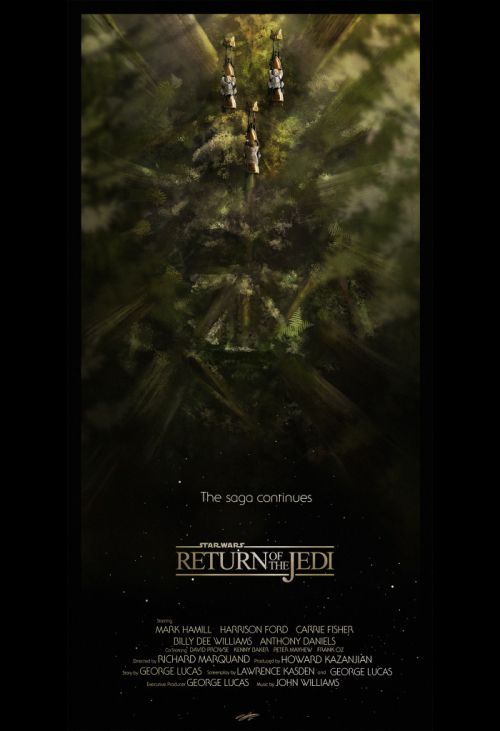 The saga continues
STAR WARS
RETURN OF THE JEDI
Starring
MARK HAMILL HARRISON FORD CARRIE FISHER
BILLY DEE WILLIAMS ANTHONY DANIELS
Co-Starring DAVID PROWSE KENNY BAKER PETER MAYHEW FRANK OZ
Directed by RICHARD MARQUAND Produced by HOWARD KAZANJIAN
Story by GEORGE LUCAS Screenplay by LAWRENCE KASDEN and GEORGE LUCAS
Executive Producer GEORGE LUCAS Music by JOHN WILLIAMS